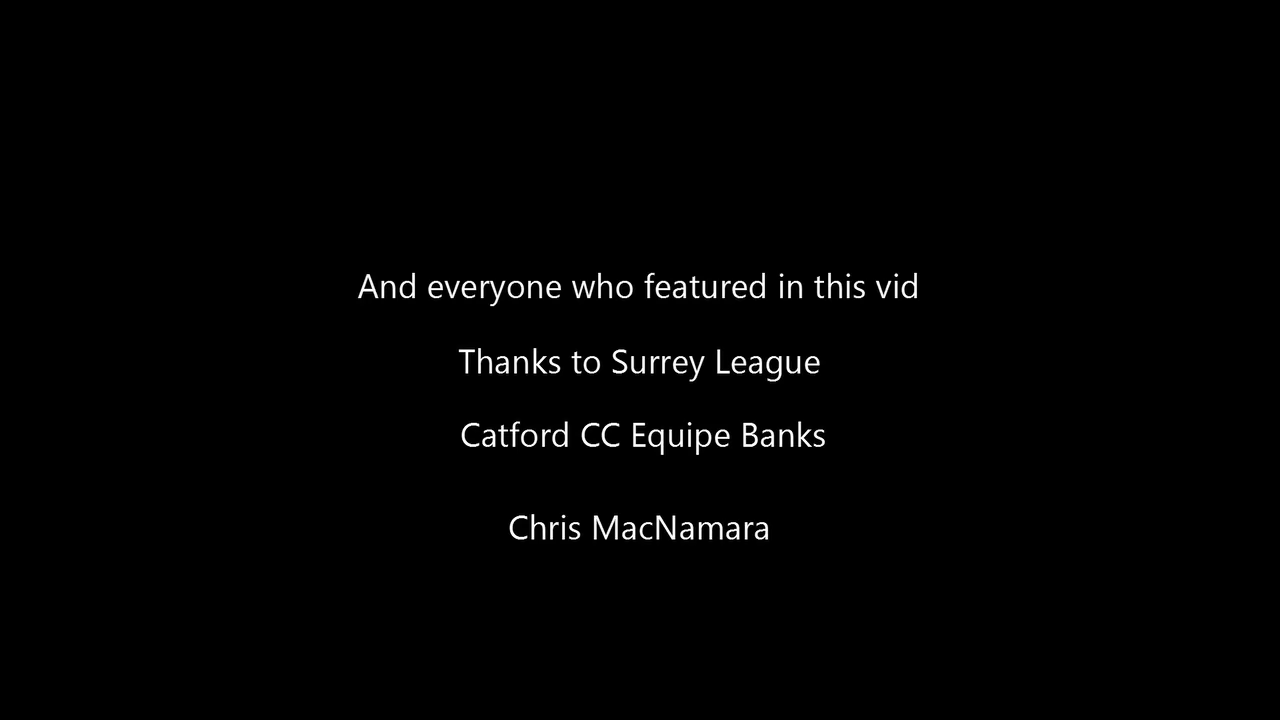 And everyone who featured in this vid
Thanks to Surrey League
Catford CC Equipe Banks
Chris MacNamara